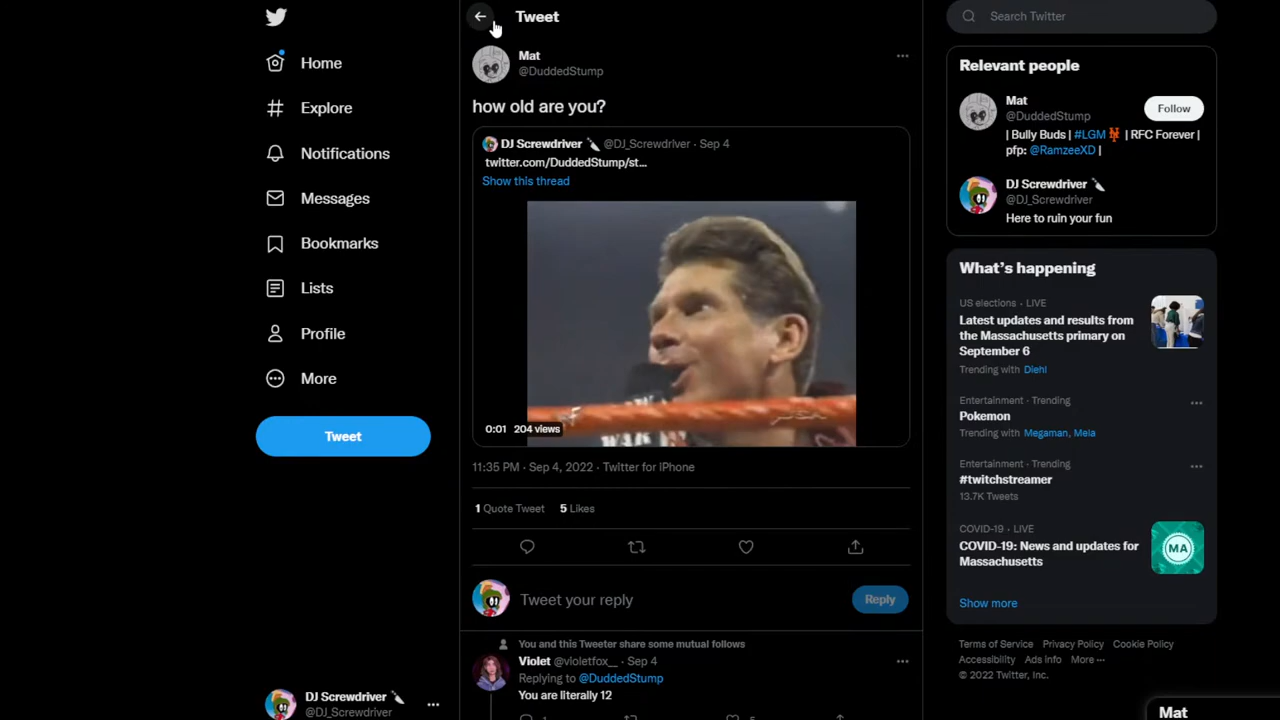 Home
Explore
Notifications
Messages
Bookmarks
Lists
Profile
More
Tweet
DJ Screwdriver
@DJ_Screwdriver
Tweet
Mat
@DuddedStump
how old are you?
DJ Screwdriver @DJ_Screwdriver · Sep 4
twitter.com/DuddedStump/st...
Show this thread
0:01 204 views
11:35 PM · Sep 4, 2022 · Twitter for iPhone
1 Quote Tweet 5 Likes
Tweet your reply
Reply
You and this Tweeter share some mutual follows
Violet @violetfox__ · Sep 4
Replying to @DuddedStump
You are literally 12
Search Twitter
Relevant people
Mat
@DuddedStump
Follow
| Bully Buds | #LGM | RFC Forever |
pfp: @RamzeeXD |
DJ Screwdriver
@DJ_Screwdriver
Here to ruin your fun
What's happening
US elections · LIVE
Latest updates and results from
the Massachusetts primary on
September 6
Trending with Diehl
Entertainment · Trending
Pokemon
Trending with Megaman, Mela
Entertainment · Trending
#twitchstreamer
13.7K Tweets
COVID-19 · LIVE
COVID-19: News and updates for
Massachusetts
MA
Show more
Terms of Service Privacy Policy Cookie Policy
Accessibility Ads info More ···
© 2022 Twitter, Inc.
Mat